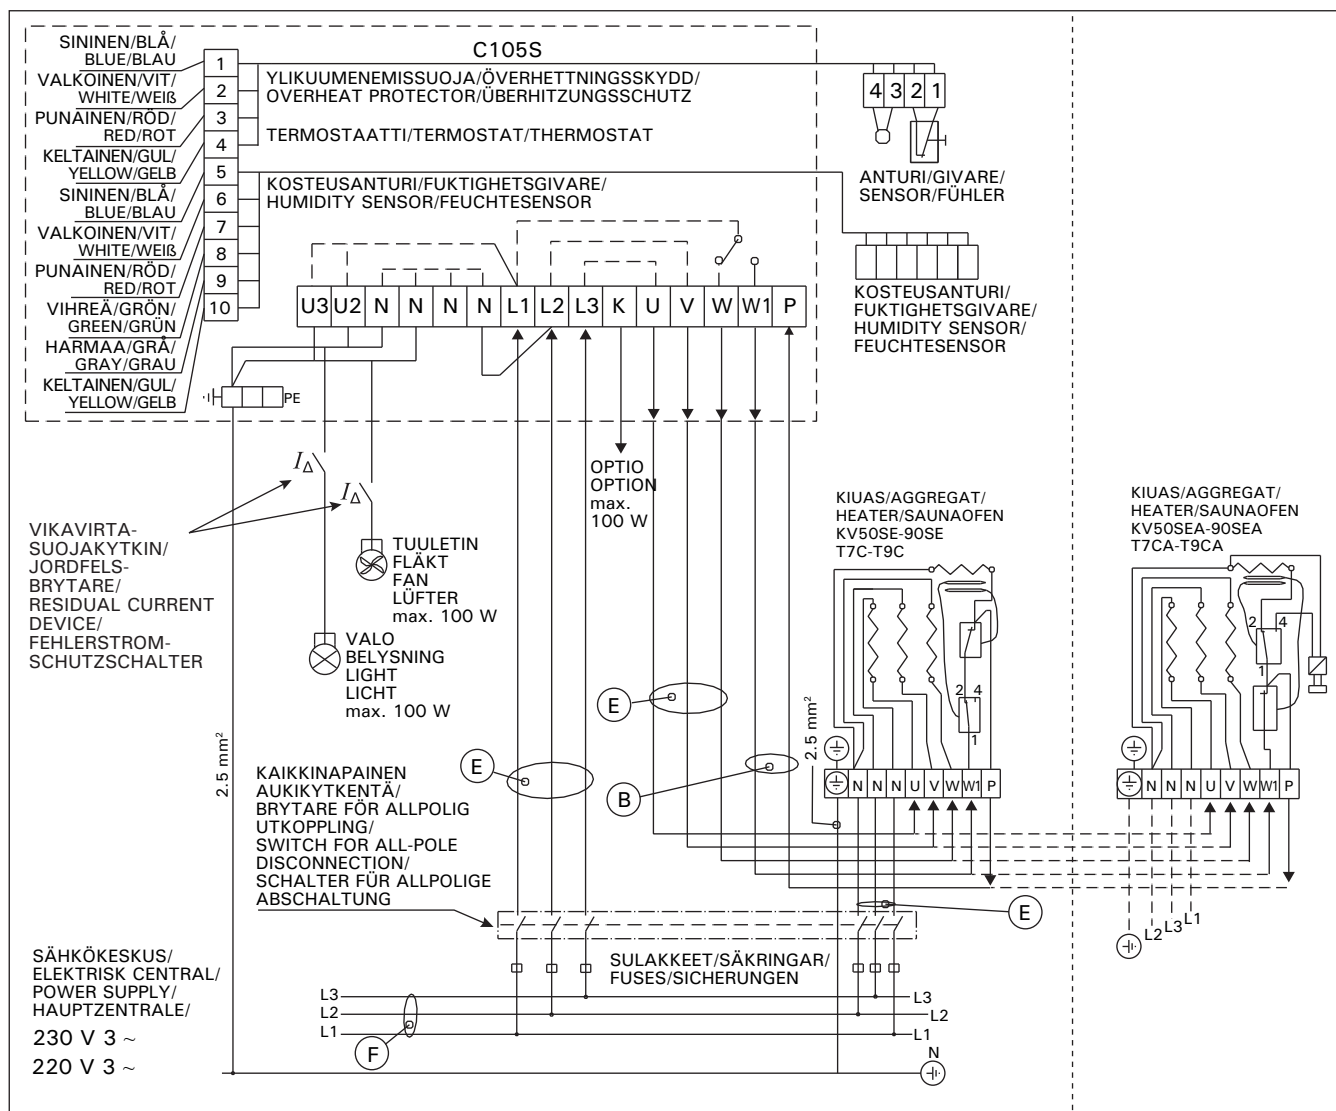 C105S
SININEN/BLÅ/
BLUE/BLAU
VALKOINEN/VIT/
WHITE/WEIß
PUNAINEN/RÖD/
RED/ROT
KELTAINEN/GUL/
YELLOW/GELB
SININEN/BLÅ/
BLUE/BLAU
VALKOINEN/VIT/
WHITE/WEIß
PUNAINEN/RÖD/
RED/ROT
VIHREÄ/GRÖN/
GREEN/GRÜN
HARMAA/GRÅ/
GRAY/GRAU
KELTAINEN/GUL/
YELLOW/GELB
1
2
3
4
5
6
7
8
9
10
YLIKUUMENEMISSUOJA/ÖVERHETTNINGSSKYDD/
OVERHEAT PROTECTOR/ÜBERHITZUNGSSCHUTZ
TERMOSTAATTI/TERMOSTAT/THERMOSTAT
KOSTEUSANTURI/FUKTIGHETSGIVARE/
HUMIDITY SENSOR/FEUCHTESENSOR
4 3 2 1
ANTURI/GIVARE/
SENSOR/FÜHLER
KOSTEUSANTURI/
FUKTIGHETSGIVARE/
HUMIDITY SENSOR/
FEUCHTESENSOR
U3 U2 N N N N L1 L2 L3 K U V W W1 P
PE
OPTIO
OPTION
max.
100 W
I∆
I∆
VIKAVIRTA-
SUOJAKYTKIN/
JORDFELS-
BRYTARE/
RESIDUAL CURRENT
DEVICE/
FEHLERSTROM-
SCHUTZSCHALTER
TUULETIN
FLÄKT
FAN
LÜFTER
max. 100 W
VALO
BELYSNING
LIGHT
LICHT
max. 100 W
KIUAS/AGGREGAT/
HEATER/SAUNAOFEN
KV50SE-90SE
T7C-T9C
2 4
1
KIUAS/AGGREGAT/
HEATER/SAUNAOFEN
KV50SEA-90SEA
T7CA-T9CA
2 4
1
E
E
B
2.5 mm²
2.5 mm²
N N N U V W W1 P
N N N U V W W1 P
KAIKKINAPAINEN
AUKIKYTKENTÄ/
BRYTARE FÖR ALLPOLIG
UTKOPPLING/
SWITCH FOR ALL-POLE
DISCONNECTION/
SCHALTER FÜR ALLPOLIGE
ABSCHALTUNG
E
L2 L3 L1
SULAKKEET/SÄKRINGAR/
FUSES/SICHERUNGEN
SÄHKÖKESKUS/
ELEKTRISK CENTRAL/
POWER SUPPLY/
HAUPTZENTRALE/
230 V 3 ~
220 V 3 ~
L3 L3
L2 L2
L1 L1
F
N